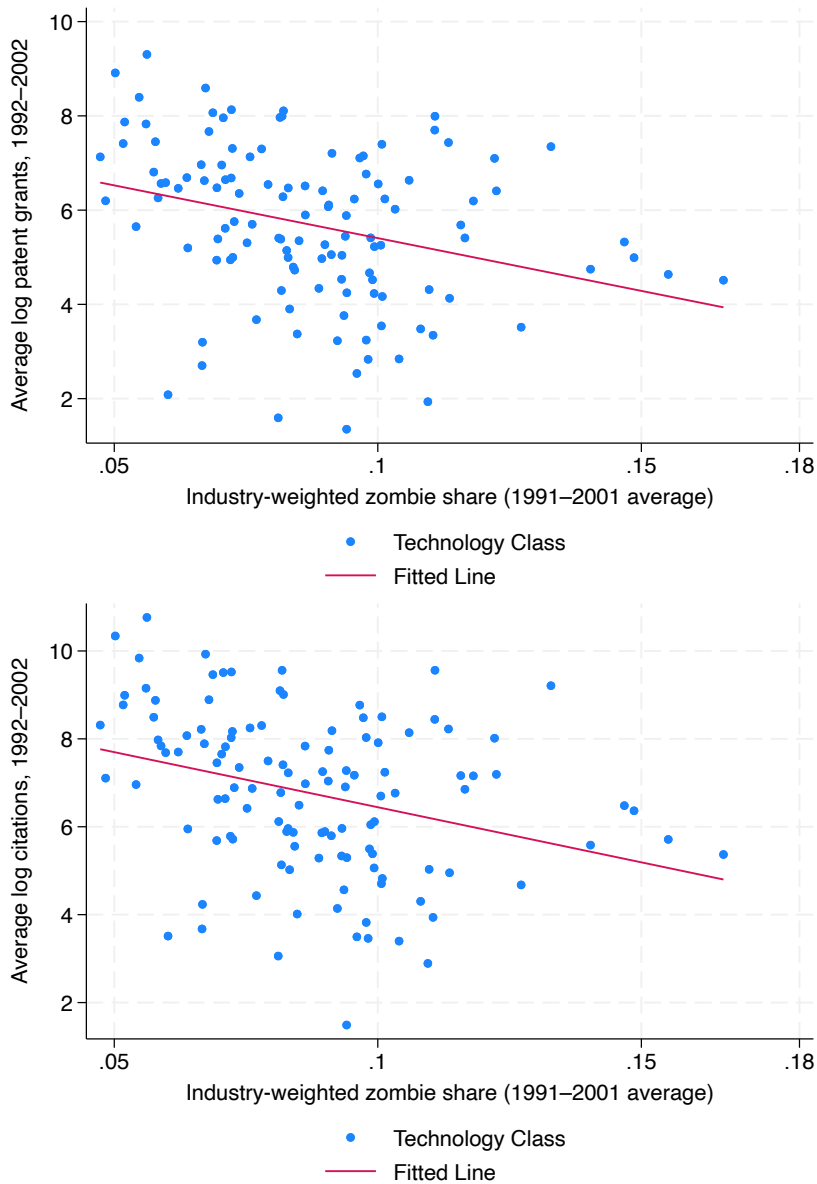 Average log patent grants, 1992–2002
10
8
6
4
2
.05
.1
.15
.18
Industry-weighted zombie share (1991–2001 average)
Technology Class
Fitted Line
Average log citations, 1992–2002
10
8
6
4
2
.05
.1
.15
.18
Industry-weighted zombie share (1991–2001 average)
Technology Class
Fitted Line